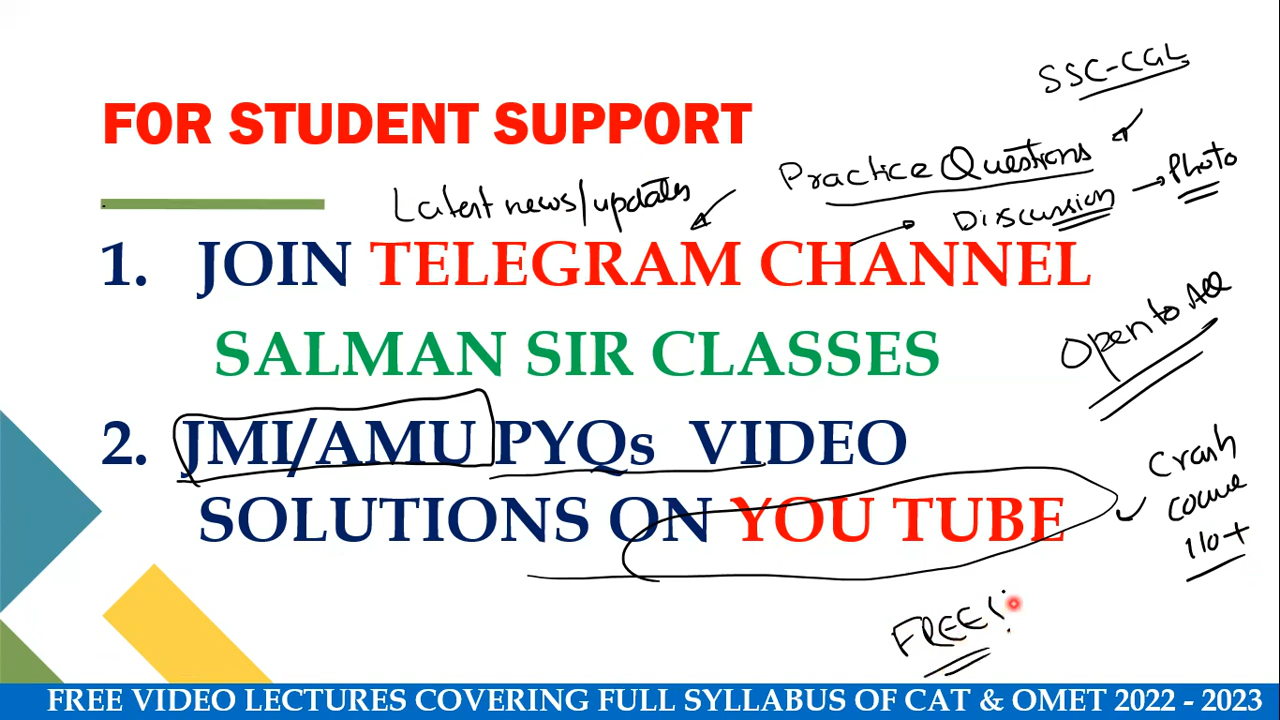 SSC-CGL
FOR STUDENT SUPPORT
Practice Questions
Photo
Latest news/updates
Discussion
1. JOIN TELEGRAM CHANNEL
Open to All
SALMAN SIR CLASSES
2. JMI/AMU PYQs VIDEO
Crash
SOLUTIONS ON YOU TUBE
course
110+
FREE!
FREE VIDEO LECTURES COVERING FULL SYLLABUS OF CAT & OMET 2022 - 2023